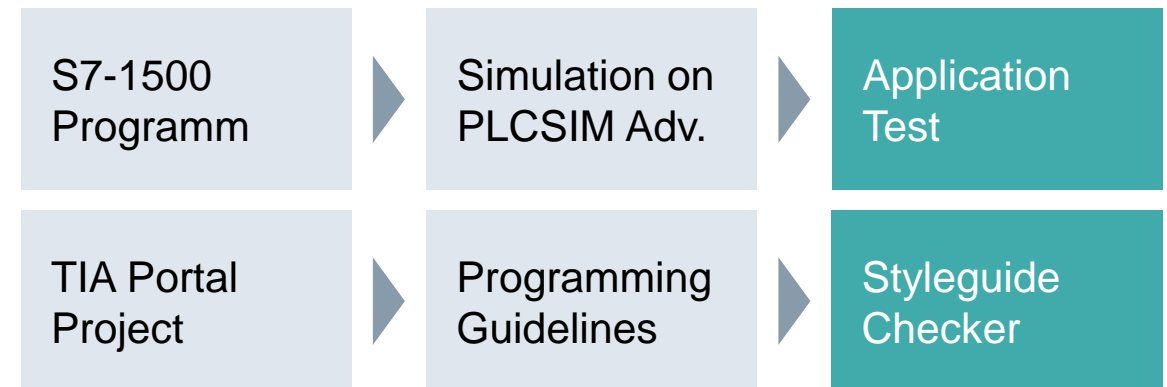 S7-1500
Programm
Simulation on
PLCSIM Adv.
Application
Test
TIA Portal
Project
Programming
Guidelines
Styleguide
Checker